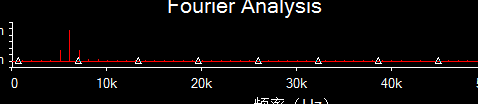 Fourier Analysis
0 10k 20k 30k 40k
频率（Hz）